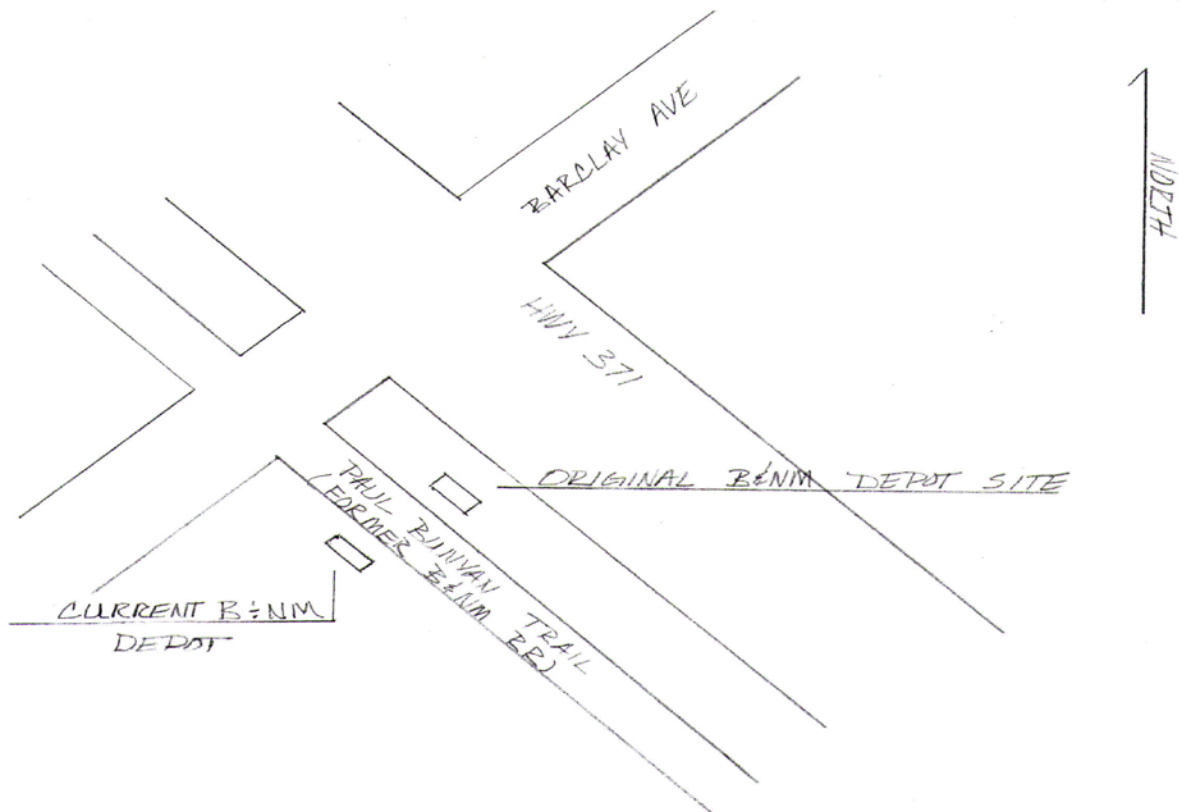 BARCLAY AVE
NORTH
HWY 371
ORIGINAL B&NM DEPOT SITE
PAUL BUNYAN TRAIL
(FORMER B&NM RR)
CURRENT B&NM
DEPOT